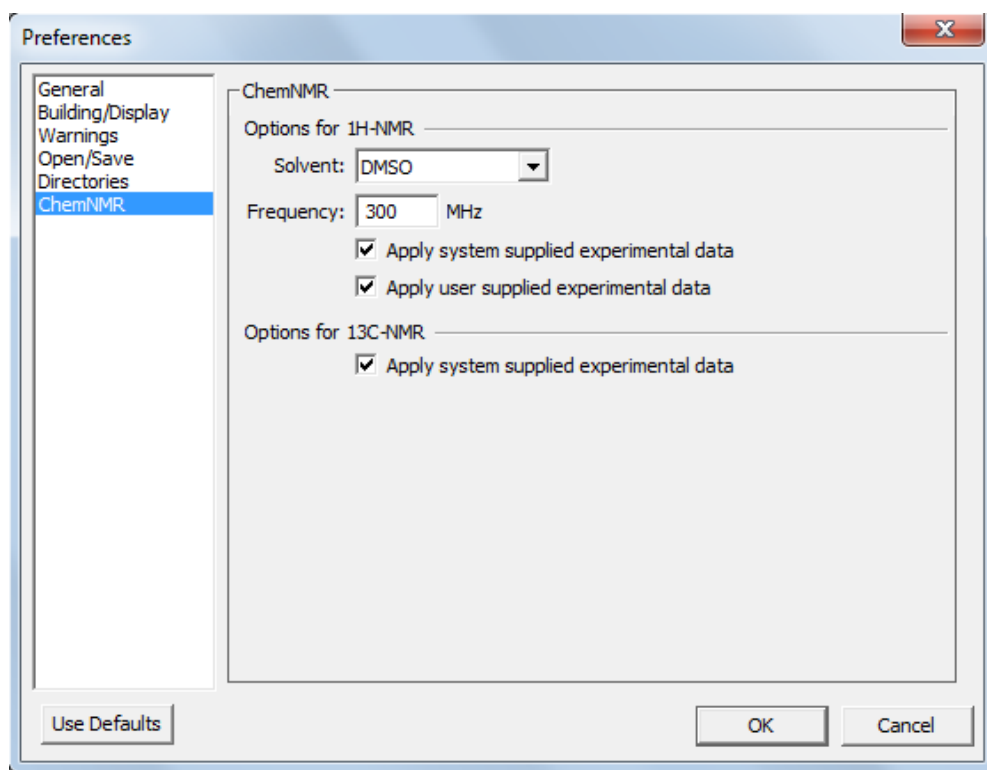 Preferences
General
Building/Display
Warnings
Open/Save
Directories
ChemNMR
ChemNMR
Options for 1H-NMR
Solvent: DMSO
Frequency: 300 MHz
Apply system supplied experimental data
Apply user supplied experimental data
Options for 13C-NMR
Apply system supplied experimental data
Use Defaults OK Cancel